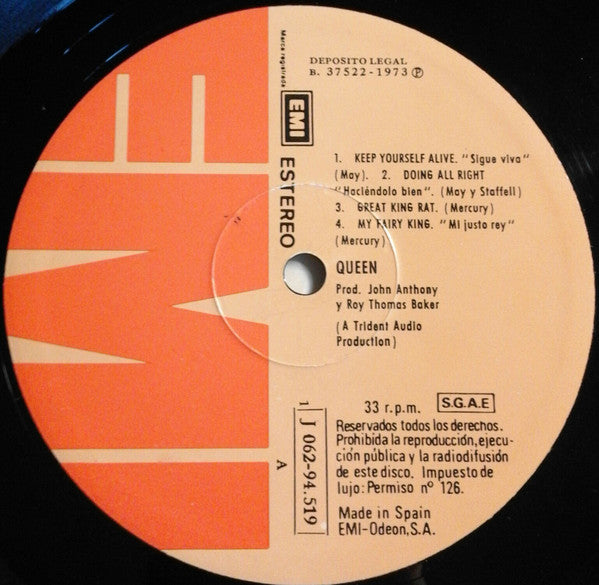 Marca registrada
EMI
ESTEREO
DEPOSITO LEGAL
B. 37522-1973 Ⓟ
1. KEEP YOURSELF ALIVE. "Sigue viva"
(May). 2. DOING ALL RIGHT
"Haciéndolo bien". (May y Staffell)
3. GREAT KING RAT. (Mercury)
4. MY FAIRY KING. "Mi justo rey"
(Mercury)
QUEEN
Prod. John Anthony
y Roy Thomas Baker
(A Trident Audio
Production)
33 r.p.m. S.G.A.E
Reservados todos los derechos.
Prohibida la reproducción, ejecu-
ción pública y la radiodifusión
de este disco. Impuesto de
lujo: Permiso nº 126.
Made in Spain
EMI-Odeon, S.A.
1 J 062-94.519
A
EMI